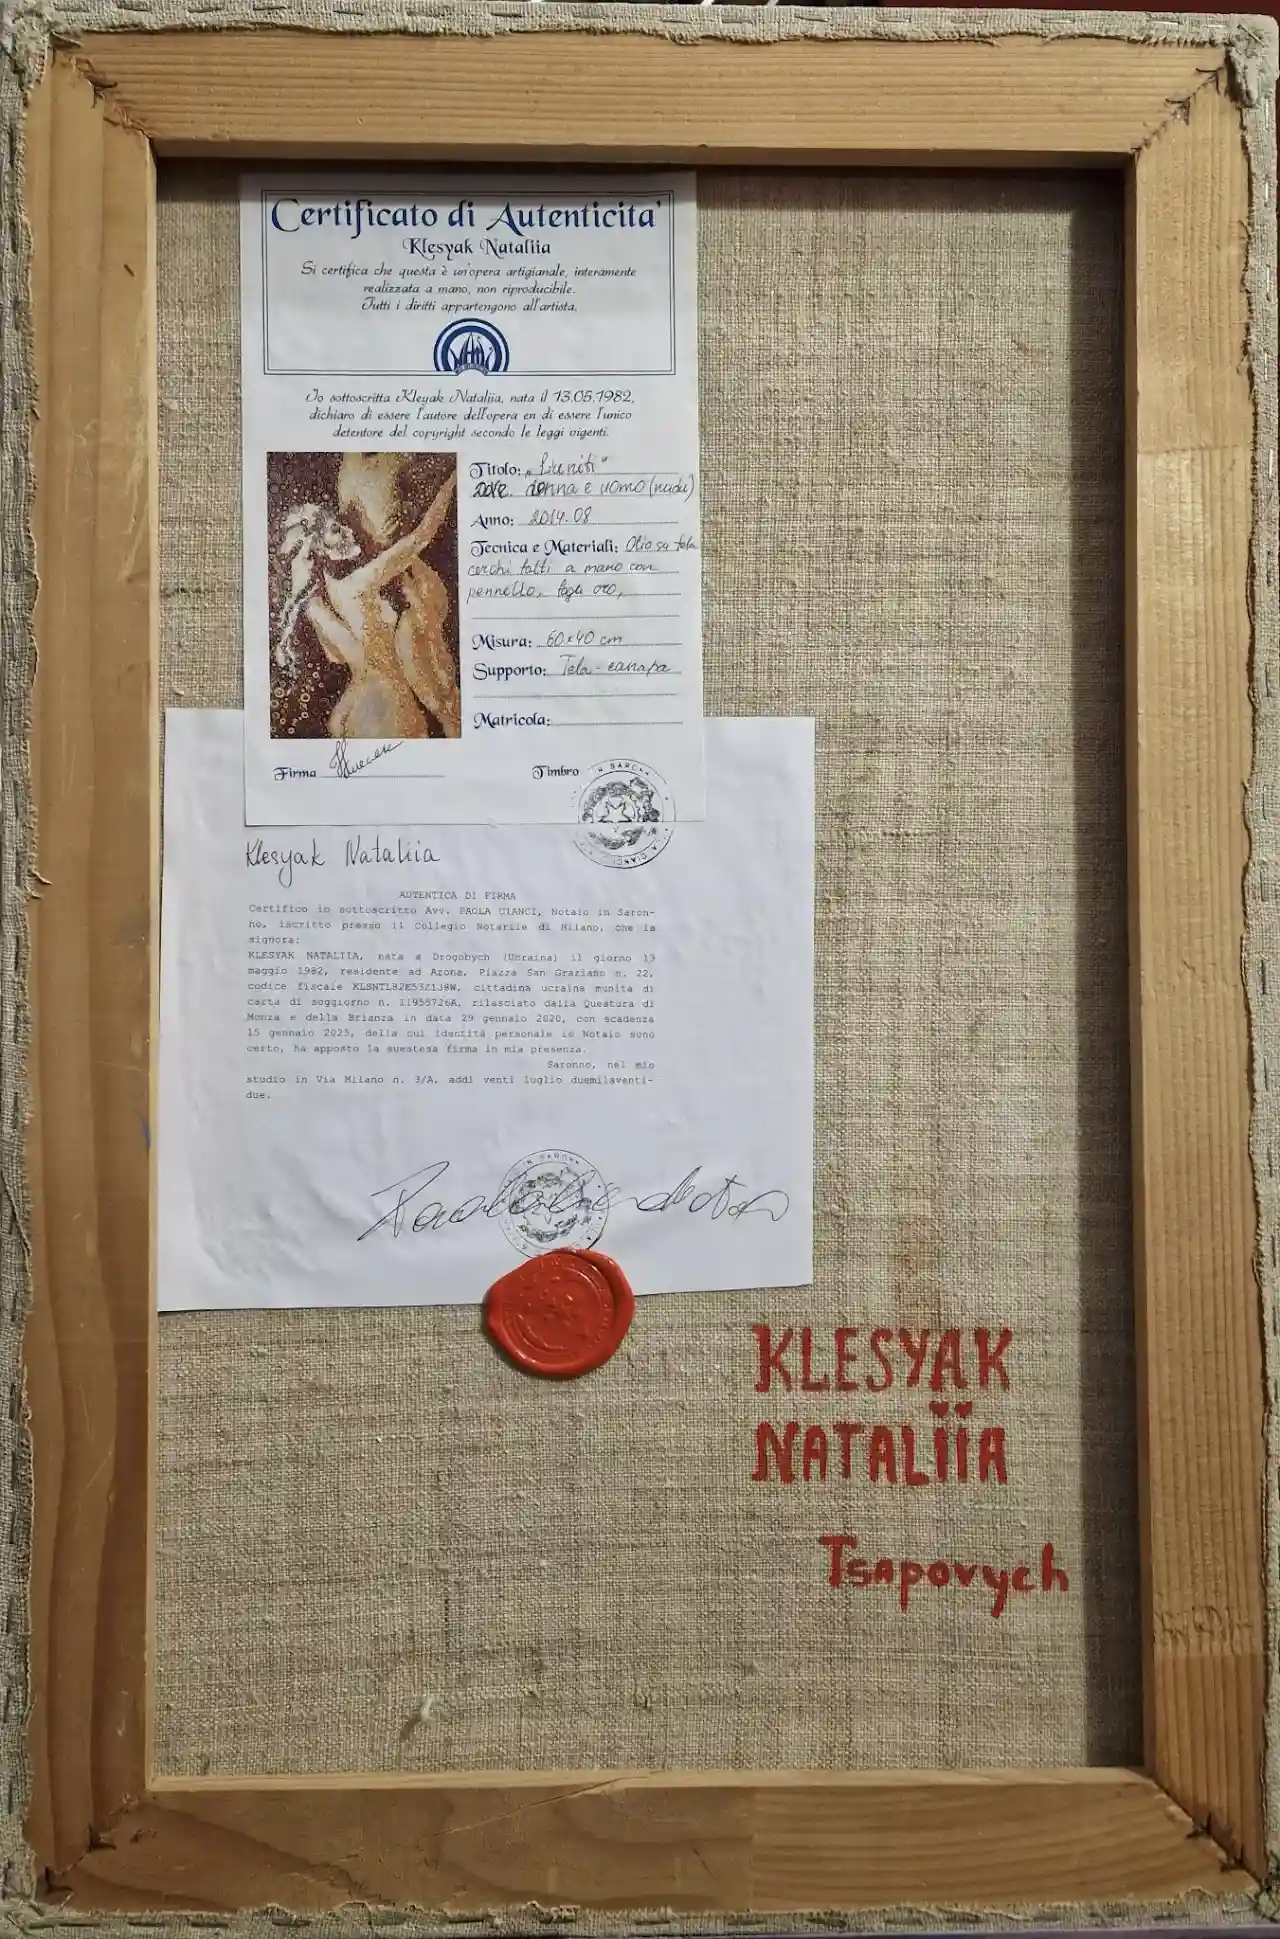 Certificato di Autenticita'
Klesyak Nataliia
Si certifica che questa è un'opera artigianale, interamente
realizzata a mano, non riproducibile.
Tutti i diritti appartengono all'artista.
Io sottoscritta Kleyak Nataliia, nata il 13.05.1982,
dichiaro di essere l'autore dell'opera en di essere l'unico
detentore del copyright secondo le leggi vigenti.
Titolo:
donna e uomo (nudi)
Anno: 2014.08
Tecnica e Materiali: Olio su tela
cerchi fatti a mano con
pennello, oro,
Misura: 60x40 cm
Supporto: Tela-canapa
Matricola:
Firma
Timbro
Klesyak Nataliia
AUTENTICA DI FIRMA
Certifico io sottoscritto Avv. PAOLA CIANCI, Notaio in Saron-
no, iscritto presso il Collegio Notarile di Milano, che la
signora:
KLESYAK NATALIIA, nata a Drogobych (Ucraina) il giorno 13
maggio 1982, residente ad Arona, Piazza San Graziano n. 22,
codice fiscale KLSNTL82E53Z138W, cittadina ucraina munita di
carta di soggiorno n. I1955726A, rilasciato dalla Questura di
Monza e della Brianza in data 29 gennaio 2020, con scadenza
15 gennaio 2025, della cui identità personale io Notaio sono
certo, ha apposto la suestesa firma in mia presenza.
Saronno, nel mio
studio in Via Milano n. 3/A, addì venti luglio duemilaventi-
due.
KLESYAK
NATALIIA
Tsapovych